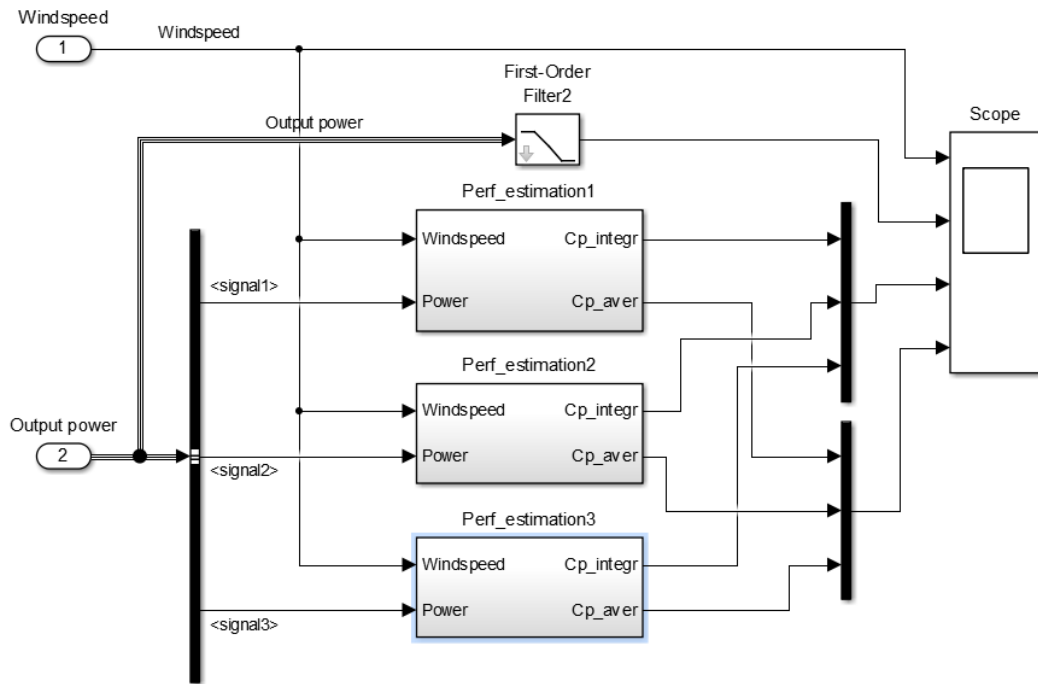 Windspeed
1
Windspeed
First-Order
Filter2
Output power
Scope
Perf_estimation1
Windspeed
Cp_integr
<signal1>
Power
Cp_aver
Perf_estimation2
Windspeed
Cp_integr
Output power
2
<signal2>
Power
Cp_aver
Perf_estimation3
Windspeed
Cp_integr
<signal3>
Power
Cp_aver